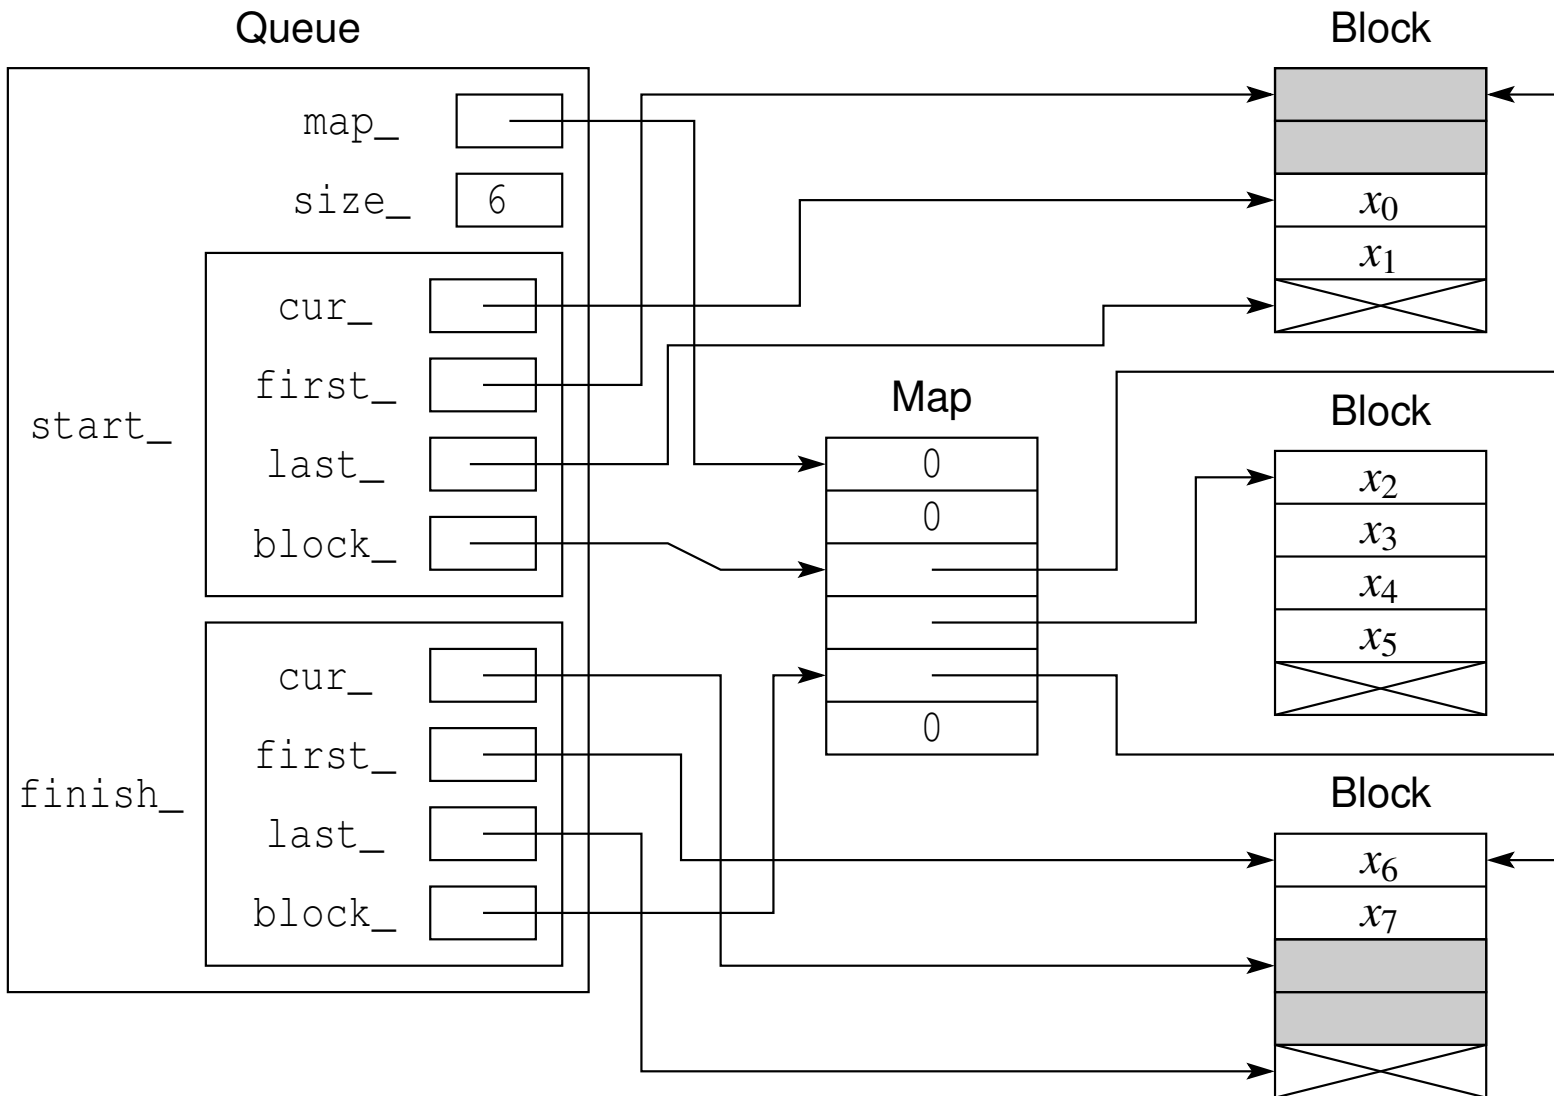 Queue
map_
size_ 6
start_
cur_
first_
last_
block_
finish_
cur_
first_
last_
block_
Map
0
0
0
Block
x0
x1
Block
x2
x3
x4
x5
Block
x6
x7